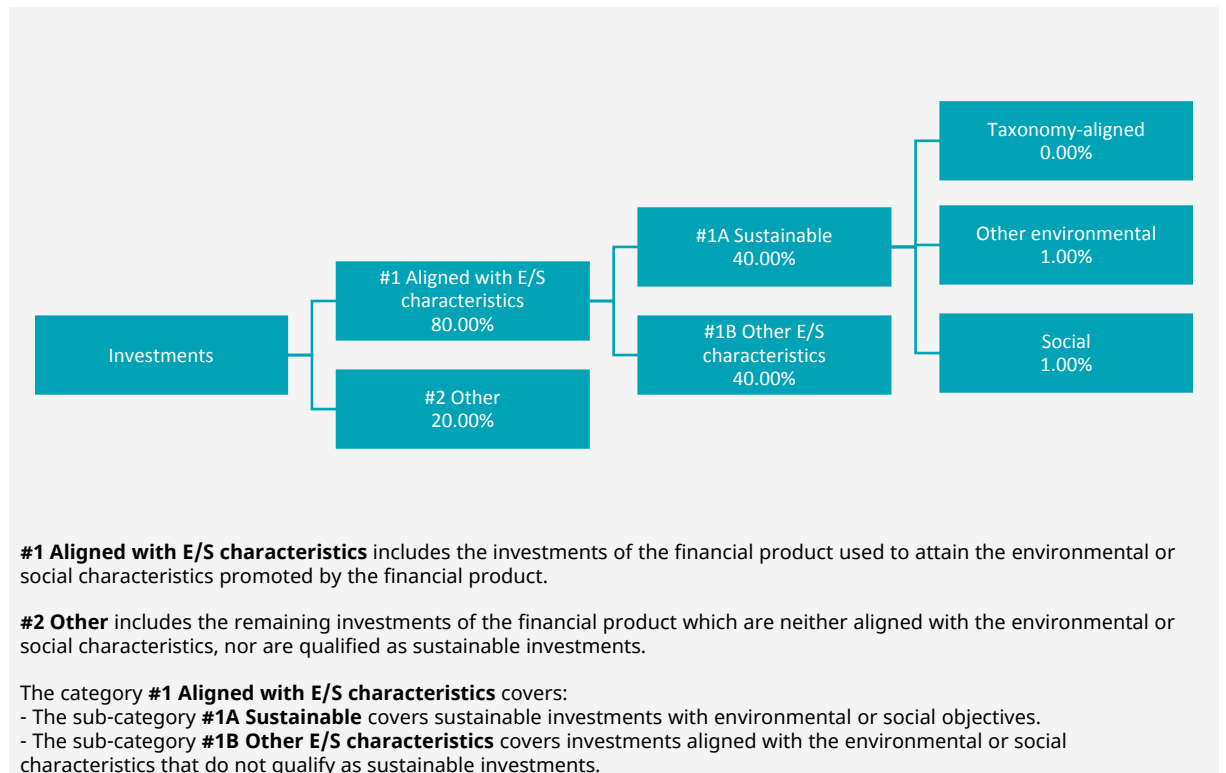 Investments
#1 Aligned with E/S
characteristics
80.00%
#2 Other
20.00%
#1A Sustainable
40.00%
#1B Other E/S
characteristics
40.00%
Taxonomy-aligned
0.00%
Other environmental
1.00%
Social
1.00%
#1 Aligned with E/S characteristics includes the investments of the financial product used to attain the environmental or
social characteristics promoted by the financial product.
#2 Other includes the remaining investments of the financial product which are neither aligned with the environmental or
social characteristics, nor are qualified as sustainable investments.
The category #1 Aligned with E/S characteristics covers:
- The sub-category #1A Sustainable covers sustainable investments with environmental or social objectives.
- The sub-category #1B Other E/S characteristics covers investments aligned with the environmental or social
characteristics that do not qualify as sustainable investments.